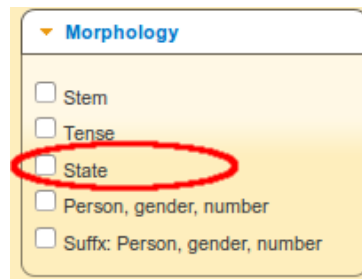 Morphology
Stem
Tense
State
Person, gender, number
Suffx: Person, gender, number